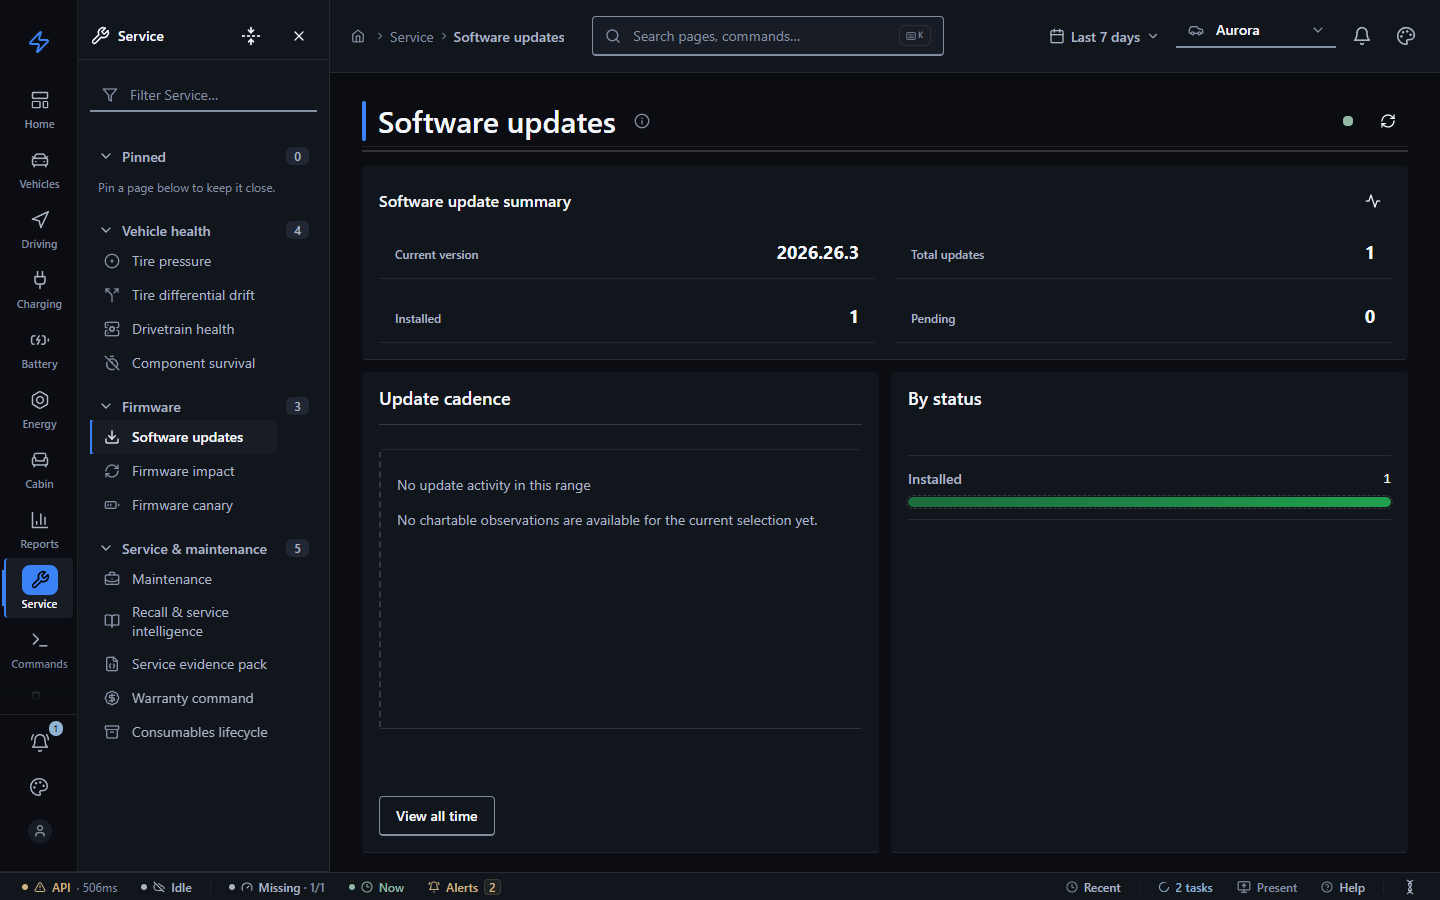 Home
Vehicles
Driving
Charging
Battery
Energy
Cabin
Reports
Service
Commands
1
Service
Filter Service...
Pinned 0
Pin a page below to keep it close.
Vehicle health 4
Tire pressure
Tire differential drift
Drivetrain health
Component survival
Firmware 3
Software updates
Firmware impact
Firmware canary
Service & maintenance 5
Maintenance
Recall & service
intelligence
Service evidence pack
Warranty command
Consumables lifecycle
Service Software updates
Search pages, commands... K
Last 7 days
Aurora
Software updates
Software update summary
Current version 2026.26.3
Total updates 1
Installed 1
Pending 0
Update cadence
No update activity in this range
No chartable observations are available for the current selection yet.
View all time
By status
Installed 1
API · 506ms
Idle
Missing · 1/1
Now
Alerts 2
Recent
2 tasks
Present
Help